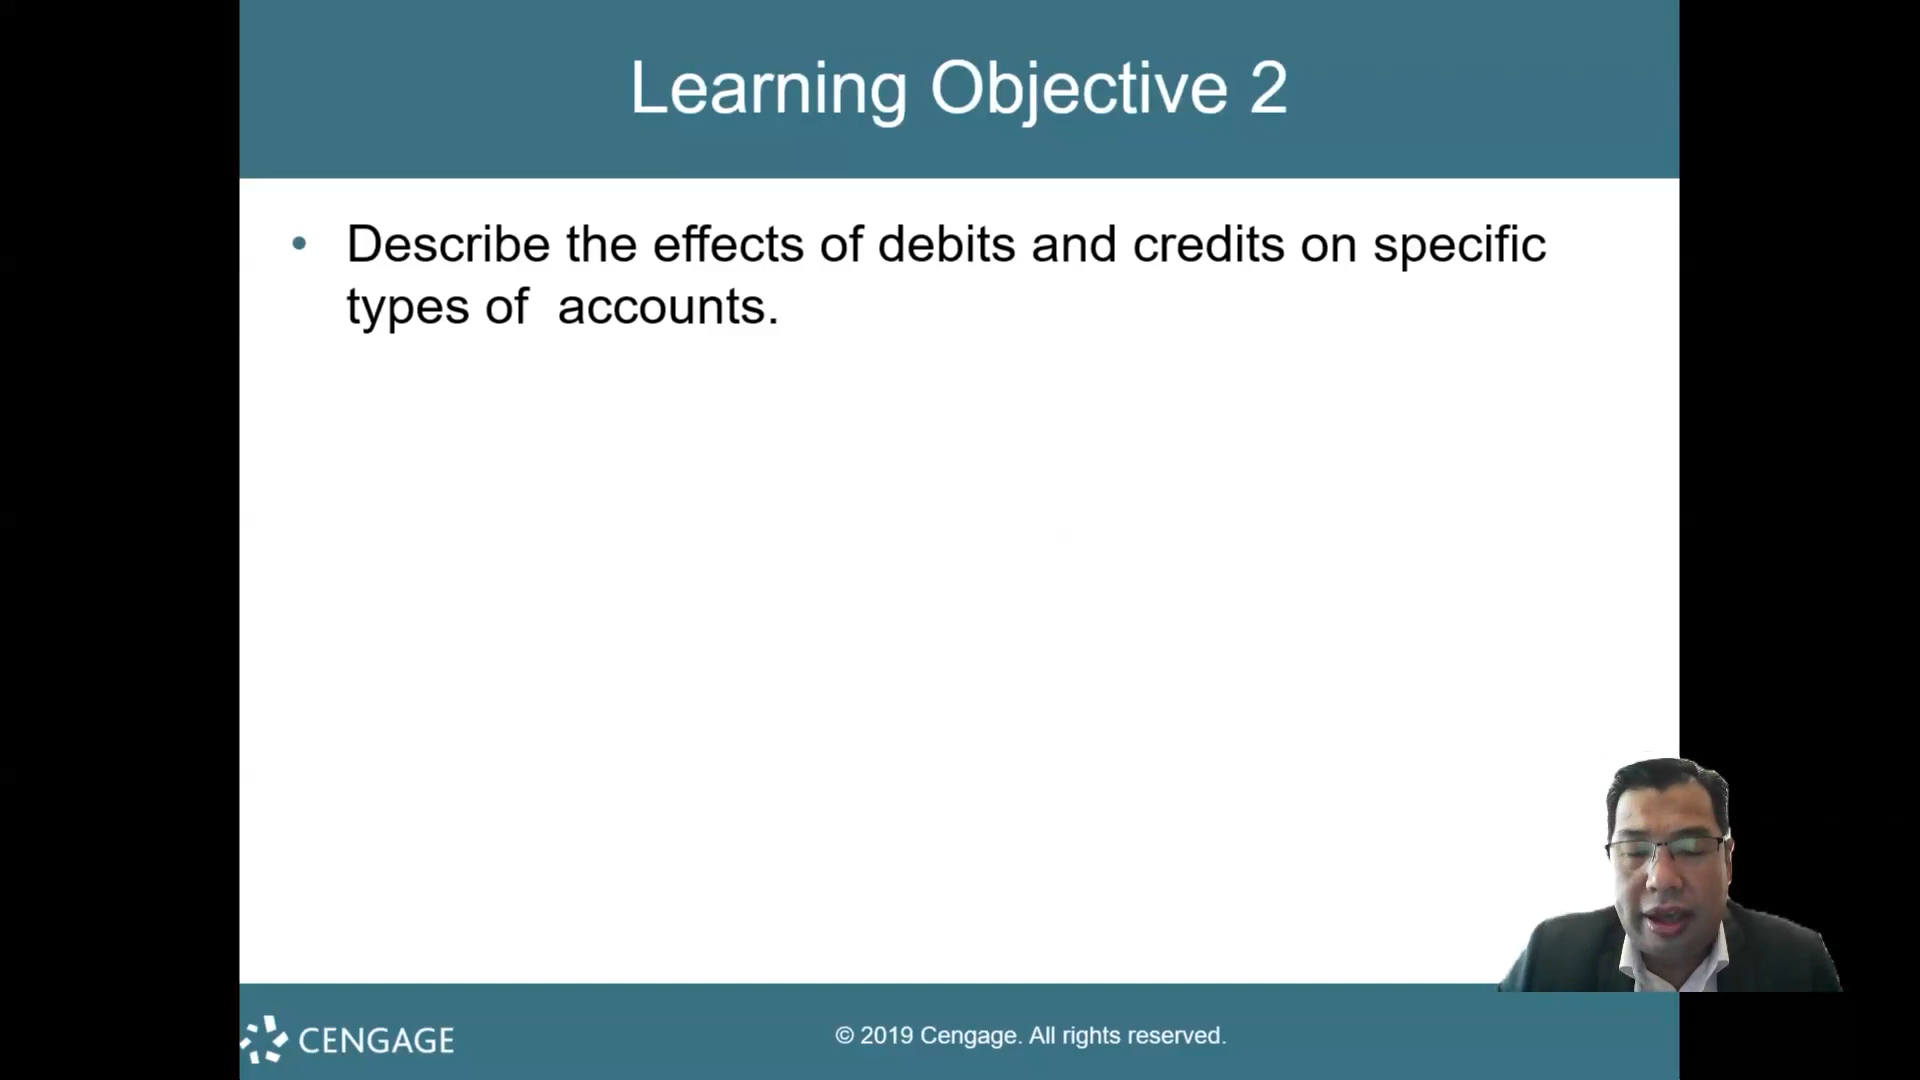 Learning Objective 2
• Describe the effects of debits and credits on specific
types of  accounts.
CENGAGE
© 2019 Cengage. All rights reserved.